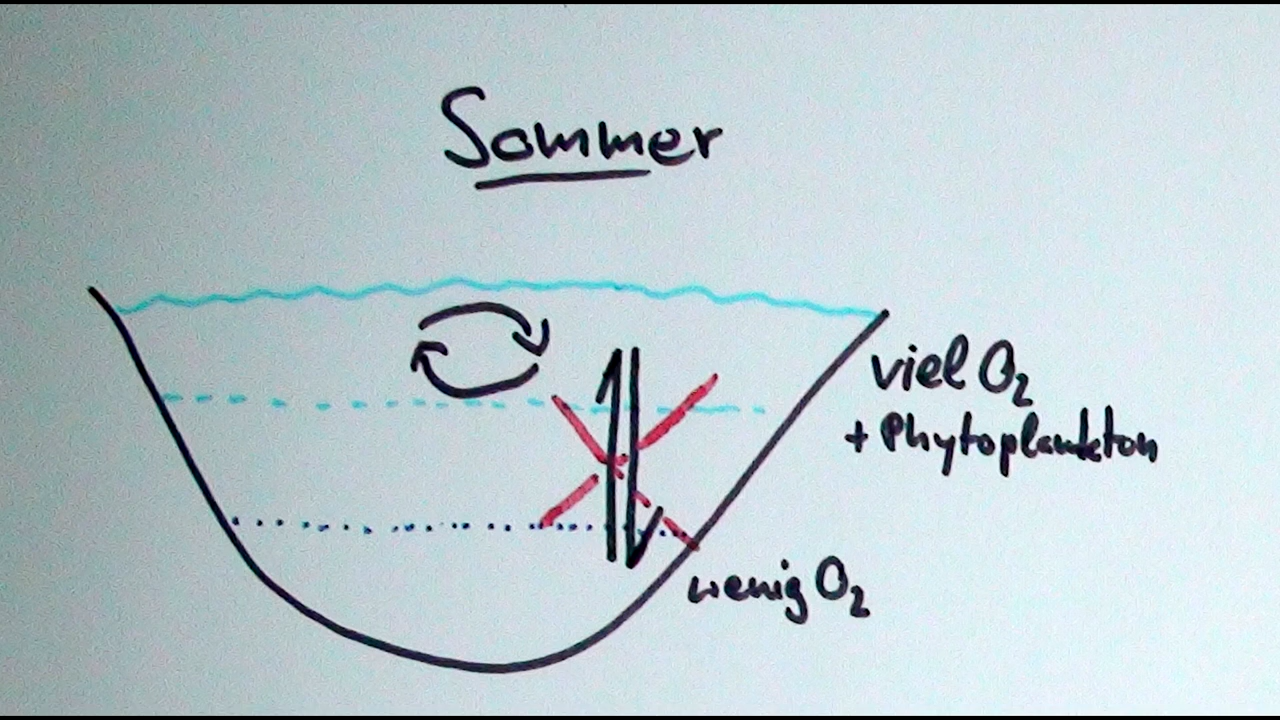 Sommer
viel O₂
+ Phytoplankton
wenig O₂